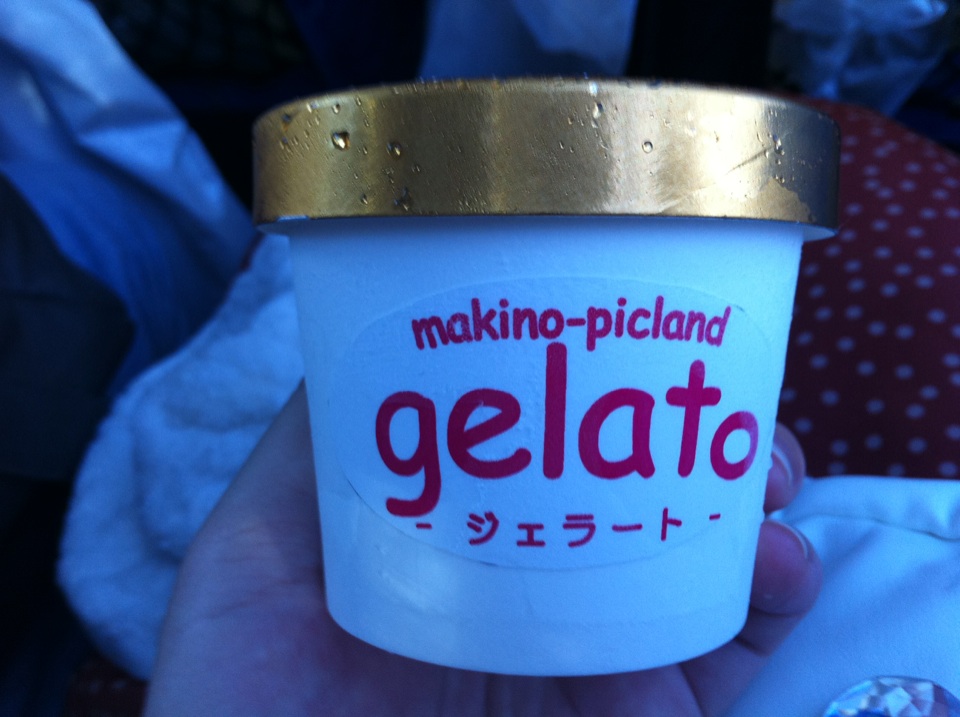 makino-picland
gelato
- ジェラート -